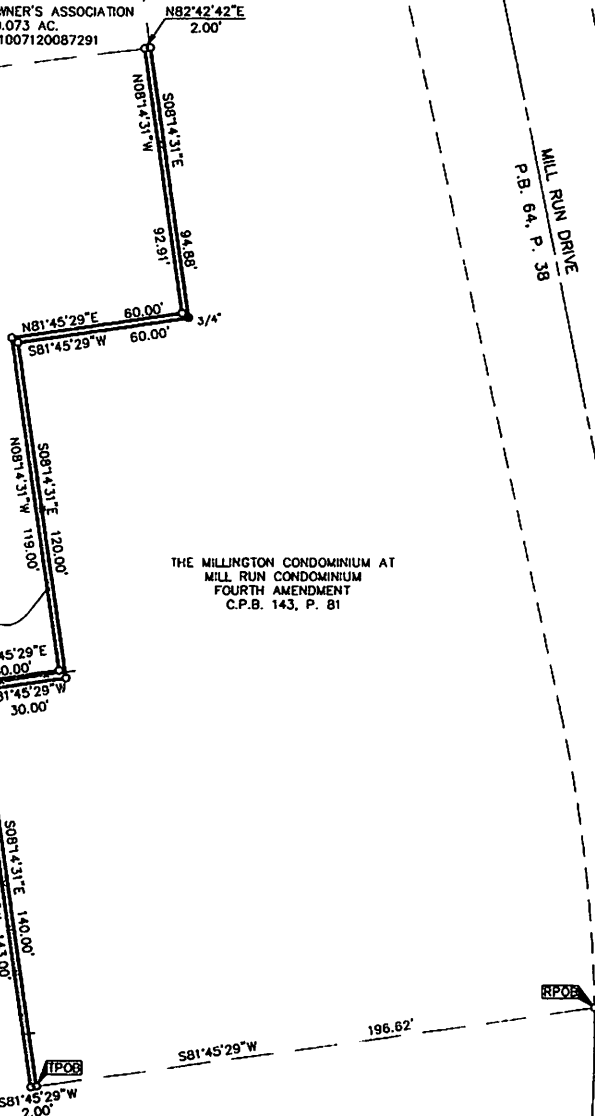 WNER'S ASSOCIATION
.073 AC.
1007120087291
N82°42'42"E
2.00'
N08°14'31"W
92.91'
S08°14'31"E
94.88'
MILL RUN DRIVE
P.B. 64, P. 38
N81°45'29"E 60.00'
S81°45'29"W 60.00'
3/4"
N08°14'31"W 119.00'
S08°14'31"E 120.00'
THE MILLINGTON CONDOMINIUM AT
MILL RUN CONDOMINIUM
FOURTH AMENDMENT
C.P.B. 143, P. 81
45'29"E
0.00'
81°45'29"W
30.00'
S08°14'31"E 140.00'
143.00'
RPOB
S81°45'29"W 196.62'
TPOB
S81°45'29"W
2.00'